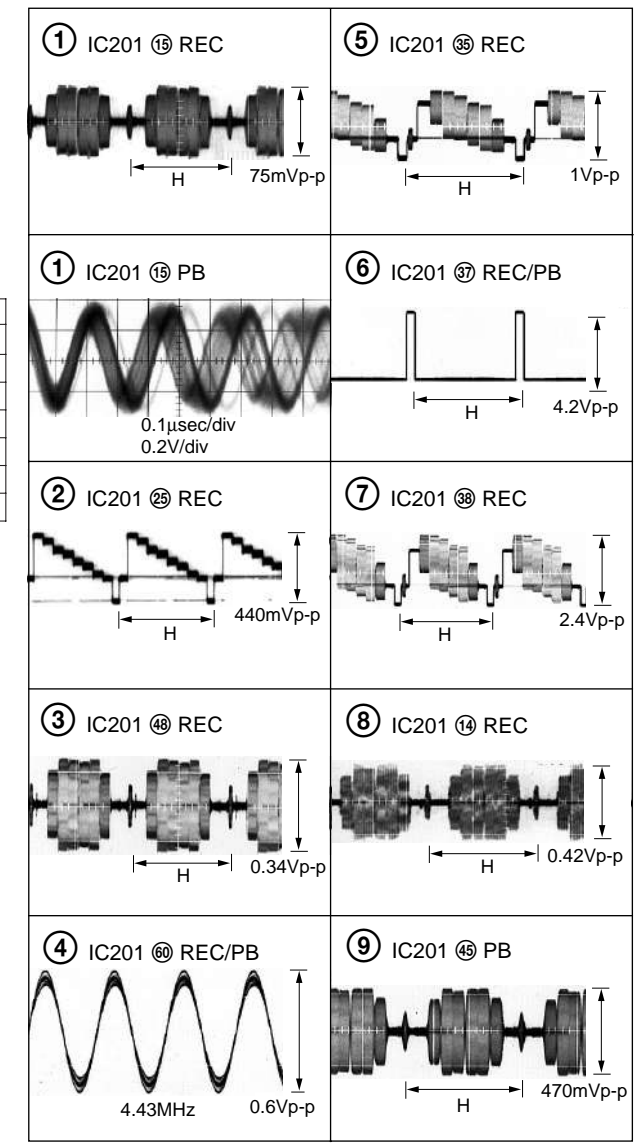 ① IC201 ⑮ REC
H
75mVp-p
① IC201 ⑮ PB
0.1μsec/div
0.2V/div
② IC201 ㉕ REC
440mVp-p
H
③ IC201 ㊽ REC
H
0.34Vp-p
④ IC201 60 REC/PB
4.43MHz
0.6Vp-p
⑤ IC201 ㉟ REC
H
1Vp-p
⑥ IC201 ㊲ REC/PB
H
4.2Vp-p
⑦ IC201 ㊳ REC
H
2.4Vp-p
⑧ IC201 ⑭ REC
H
0.42Vp-p
⑨ IC201 ㊺ PB
H
470mVp-p